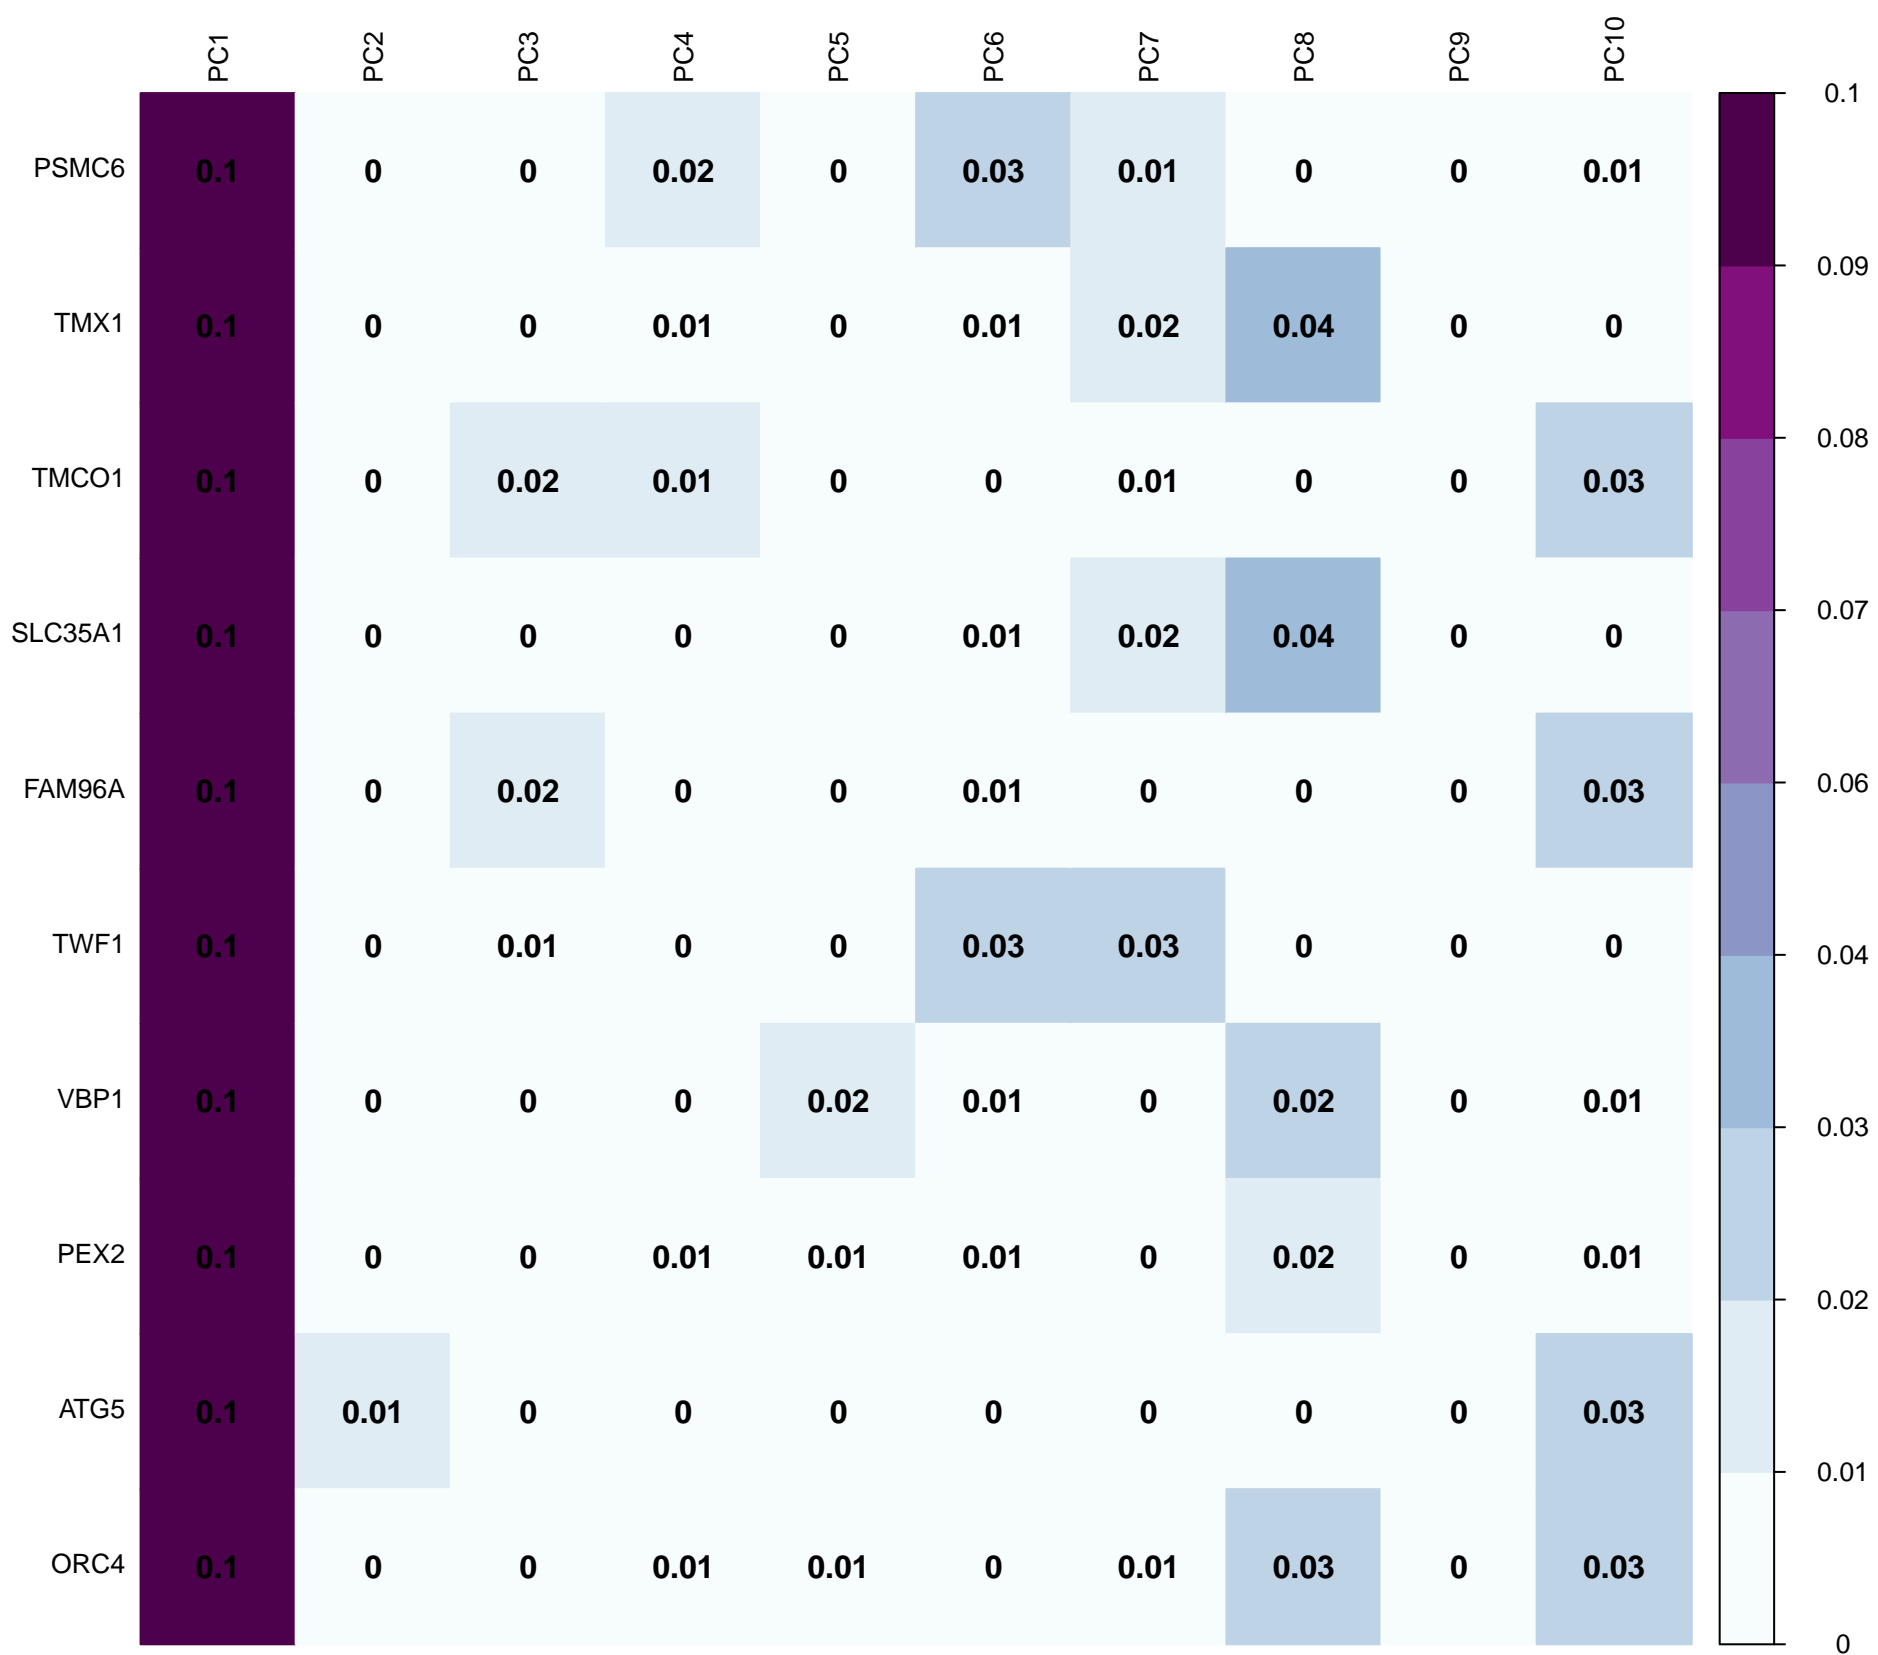 PC1 PC2 PC3 PC4 PC5 PC6 PC7 PC8 PC9 PC10
0.1
PSMC6 0.1 0 0 0.02 0 0.03 0.01 0 0 0.01
0.09
TMX1 0.1 0 0 0.01 0 0.01 0.02 0.04 0 0
0.08
TMCO1 0.1 0 0.02 0.01 0 0 0.01 0 0 0.03
0.07
SLC35A1 0.1 0 0 0 0 0.01 0.02 0.04 0 0
0.06
FAM96A 0.1 0 0.02 0 0 0.01 0 0 0 0.03
TWF1 0.1 0 0.01 0 0 0.03 0.03 0 0 0
0.04
VBP1 0.1 0 0 0 0.02 0.01 0 0.02 0 0.01
0.03
PEX2 0.1 0 0 0.01 0.01 0.01 0 0.02 0 0.01
0.02
ATG5 0.1 0.01 0 0 0 0 0 0 0 0.03
0.01
ORC4 0.1 0 0 0.01 0.01 0 0.01 0.03 0 0.03
0